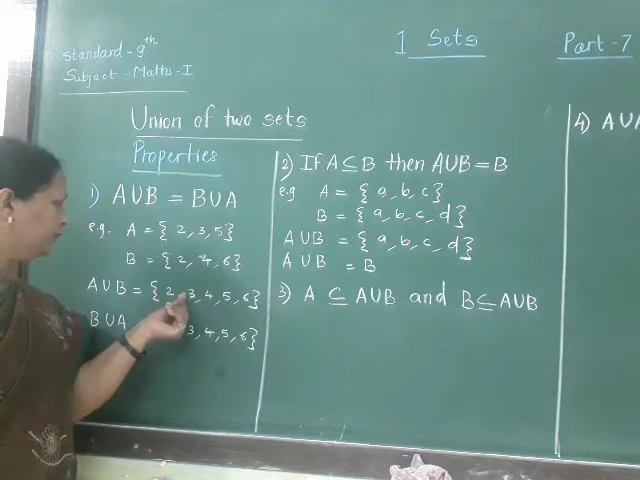 Standard - 9th
Subject - Maths - I
1. Sets
Part - 7
Union of two sets
Properties
1) A∪B = B∪A
e.g. A = {2, 3, 5}
B = {2, 4, 6}
A∪B = {2, 3, 4, 5, 6}
B∪A 3, 4, 5, 6}
2) If A⊆B then A∪B = B
e.g A = {a, b, c}
B = {a, b, c, d}
A∪B = {a, b, c, d}
A∪B = B
3) A ⊆ A∪B and B⊆A∪B
4) A∪A